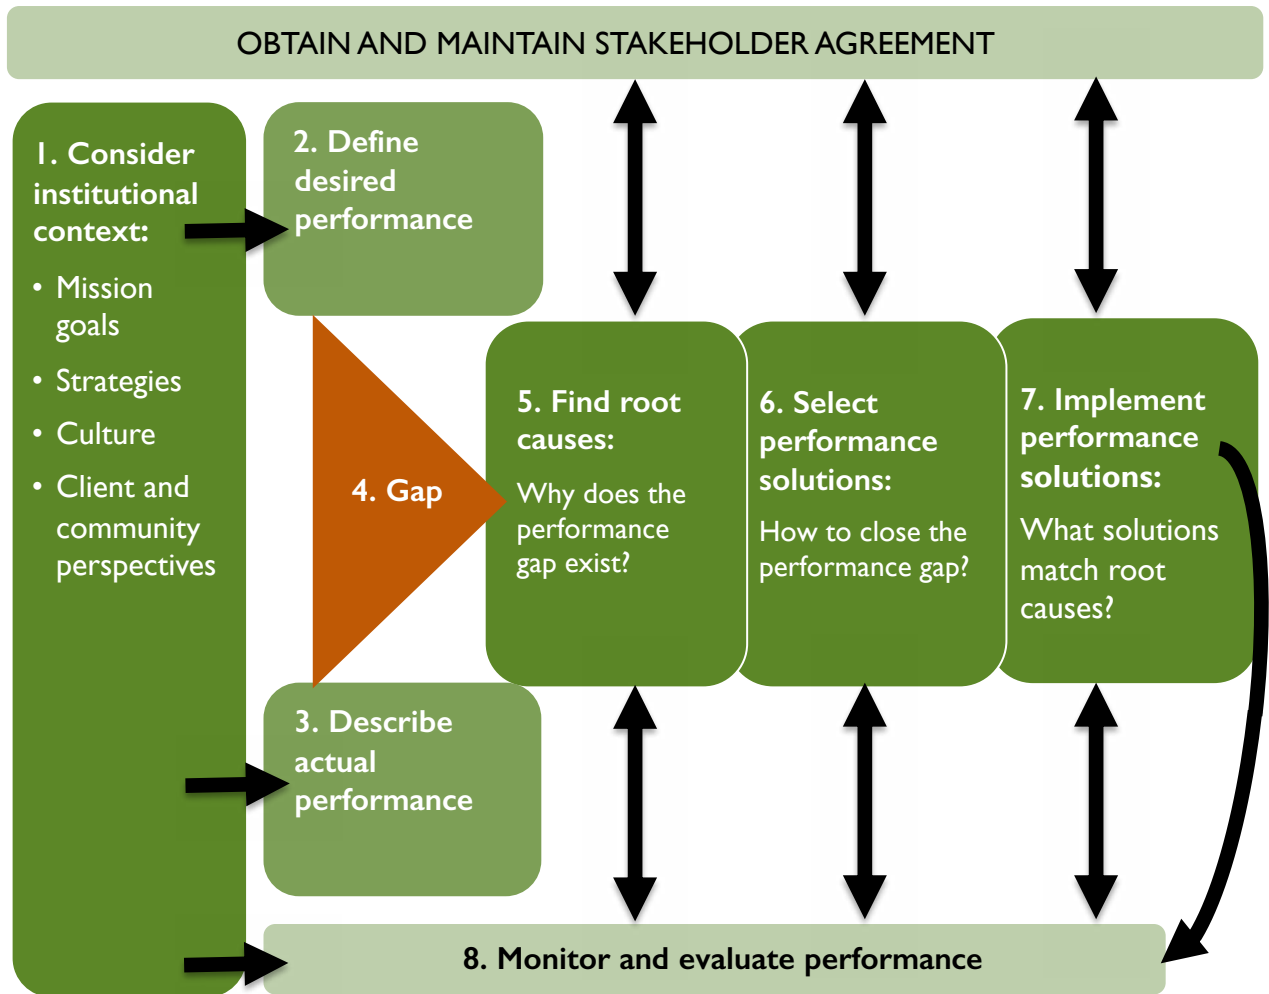 OBTAIN AND MAINTAIN STAKEHOLDER AGREEMENT
1. Consider
institutional
context:
• Mission
goals
• Strategies
• Culture
• Client and
community
perspectives
2. Define
desired
performance
3. Describe
actual
performance
4. Gap
5. Find root
causes:
Why does the
performance
gap exist?
6. Select
performance
solutions:
How to close the
performance gap?
7. Implement
performance
solutions:
What solutions
match root
causes?
8. Monitor and evaluate performance